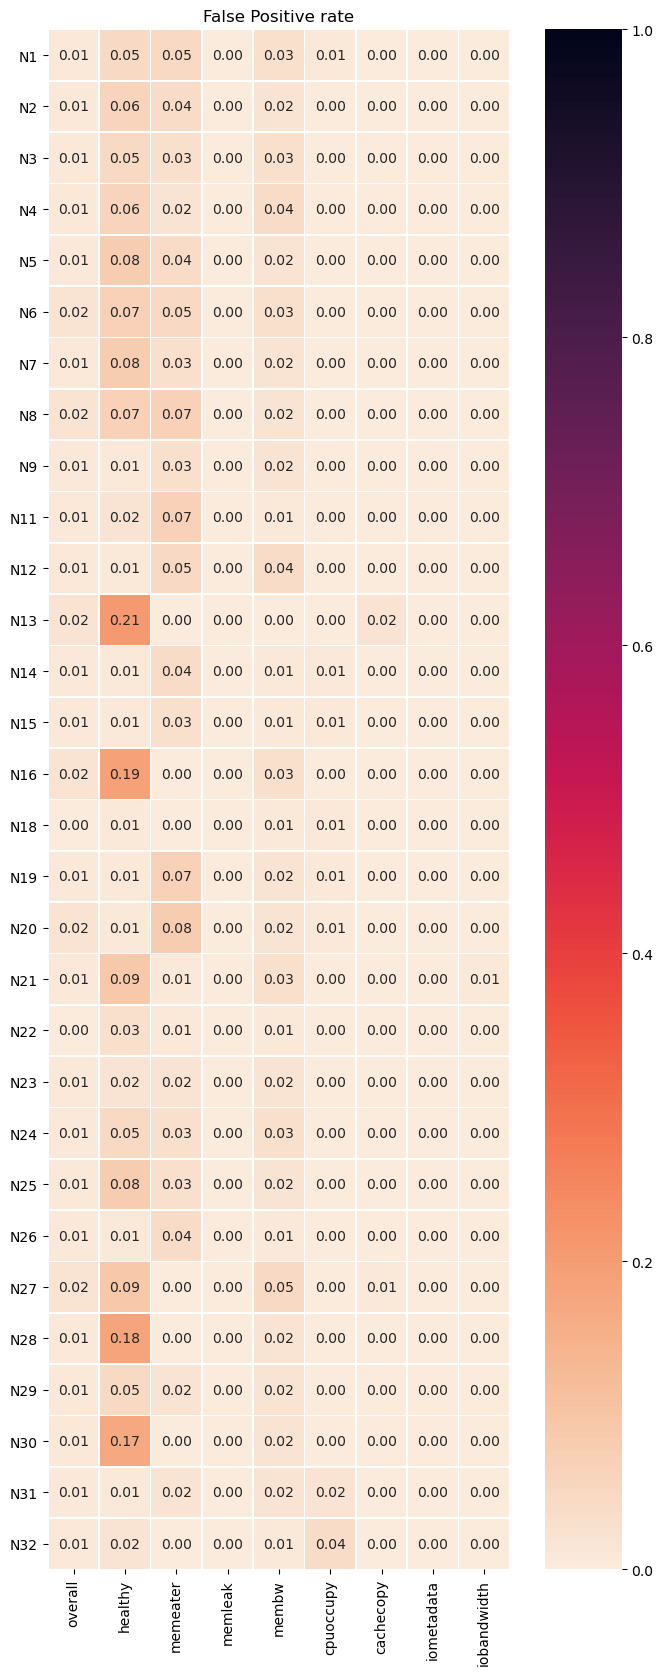 False Positive rate
N1 0.01 0.05 0.05 0.00 0.03 0.01 0.00 0.00 0.00
N2 0.01 0.06 0.04 0.00 0.02 0.00 0.00 0.00 0.00
N3 0.01 0.05 0.03 0.00 0.03 0.00 0.00 0.00 0.00
N4 0.01 0.06 0.02 0.00 0.04 0.00 0.00 0.00 0.00
N5 0.01 0.08 0.04 0.00 0.02 0.00 0.00 0.00 0.00
N6 0.02 0.07 0.05 0.00 0.03 0.00 0.00 0.00 0.00
N7 0.01 0.08 0.03 0.00 0.02 0.00 0.00 0.00 0.00
N8 0.02 0.07 0.07 0.00 0.02 0.00 0.00 0.00 0.00
N9 0.01 0.01 0.03 0.00 0.02 0.00 0.00 0.00 0.00
N11 0.01 0.02 0.07 0.00 0.01 0.00 0.00 0.00 0.00
N12 0.01 0.01 0.05 0.00 0.04 0.00 0.00 0.00 0.00
N13 0.02 0.21 0.00 0.00 0.00 0.00 0.02 0.00 0.00
N14 0.01 0.01 0.04 0.00 0.01 0.01 0.00 0.00 0.00
N15 0.01 0.01 0.03 0.00 0.01 0.01 0.00 0.00 0.00
N16 0.02 0.19 0.00 0.00 0.03 0.00 0.00 0.00 0.00
N18 0.00 0.01 0.00 0.00 0.01 0.01 0.00 0.00 0.00
N19 0.01 0.01 0.07 0.00 0.02 0.01 0.00 0.00 0.00
N20 0.02 0.01 0.08 0.00 0.02 0.01 0.00 0.00 0.00
N21 0.01 0.09 0.01 0.00 0.03 0.00 0.00 0.00 0.01
N22 0.00 0.03 0.01 0.00 0.01 0.00 0.00 0.00 0.00
N23 0.01 0.02 0.02 0.00 0.02 0.00 0.00 0.00 0.00
N24 0.01 0.05 0.03 0.00 0.03 0.00 0.00 0.00 0.00
N25 0.01 0.08 0.03 0.00 0.02 0.00 0.00 0.00 0.00
N26 0.01 0.01 0.04 0.00 0.01 0.00 0.00 0.00 0.00
N27 0.02 0.09 0.00 0.00 0.05 0.00 0.01 0.00 0.00
N28 0.01 0.18 0.00 0.00 0.02 0.00 0.00 0.00 0.00
N29 0.01 0.05 0.02 0.00 0.02 0.00 0.00 0.00 0.00
N30 0.01 0.17 0.00 0.00 0.02 0.00 0.00 0.00 0.00
N31 0.01 0.01 0.02 0.00 0.02 0.02 0.00 0.00 0.00
N32 0.01 0.02 0.00 0.00 0.01 0.04 0.00 0.00 0.00
overall
healthy
memeater
memleak
membw
cpuoccupy
cachecopy
iometadata
iobandwidth
1.0
0.8
0.6
0.4
0.2
0.0